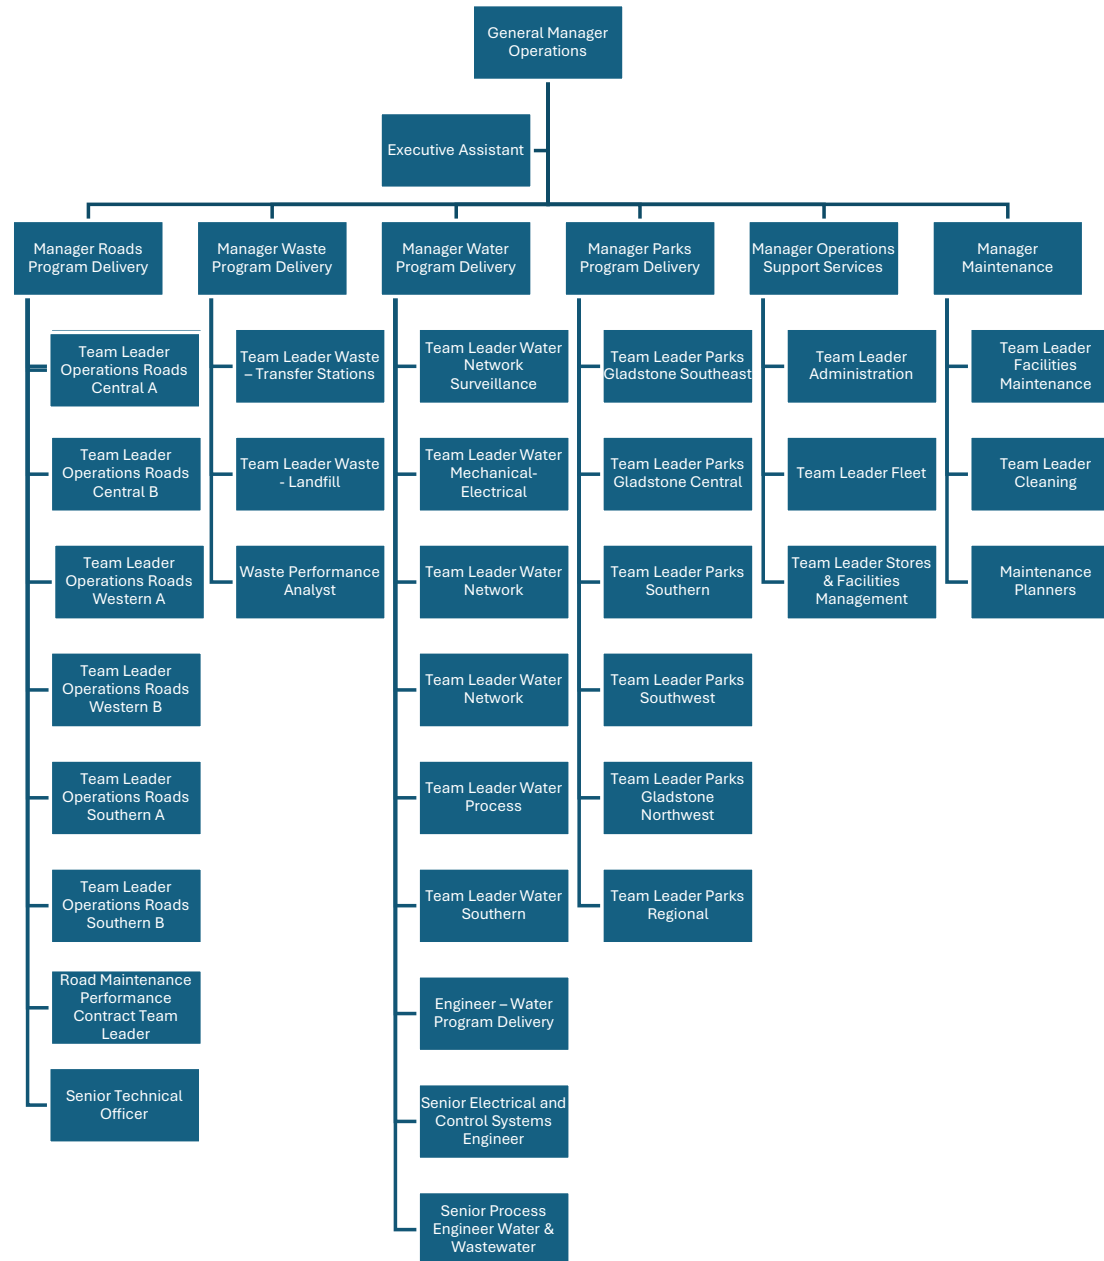 General Manager
Operations
Executive Assistant
Manager Roads
Program Delivery
Manager Waste
Program Delivery
Manager Water
Program Delivery
Manager Parks
Program Delivery
Manager Operations
Support Services
Manager
Maintenance
Team Leader
Operations Roads
Central A
Team Leader
Operations Roads
Central B
Team Leader
Operations Roads
Western A
Team Leader
Operations Roads
Western B
Team Leader
Operations Roads
Southern A
Team Leader
Operations Roads
Southern B
Road Maintenance
Performance
Contract Team
Leader
Senior Technical
Officer
Team Leader Waste
– Transfer Stations
Team Leader Waste
- Landfill
Waste Performance
Analyst
Team Leader Water
Network
Surveillance
Team Leader Water
Mechanical-
Electrical
Team Leader Water
Network
Team Leader Water
Network
Team Leader Water
Process
Team Leader Water
Southern
Engineer – Water
Program Delivery
Senior Electrical and
Control Systems
Engineer
Senior Process
Engineer Water &
Wastewater
Team Leader Parks
Gladstone Southeast
Team Leader Parks
Gladstone Central
Team Leader Parks
Southern
Team Leader Parks
Southwest
Team Leader Parks
Gladstone
Northwest
Team Leader Parks
Regional
Team Leader
Administration
Team Leader Fleet
Team Leader Stores
& Facilities
Management
Team Leader
Facilities
Maintenance
Team Leader
Cleaning
Maintenance
Planners